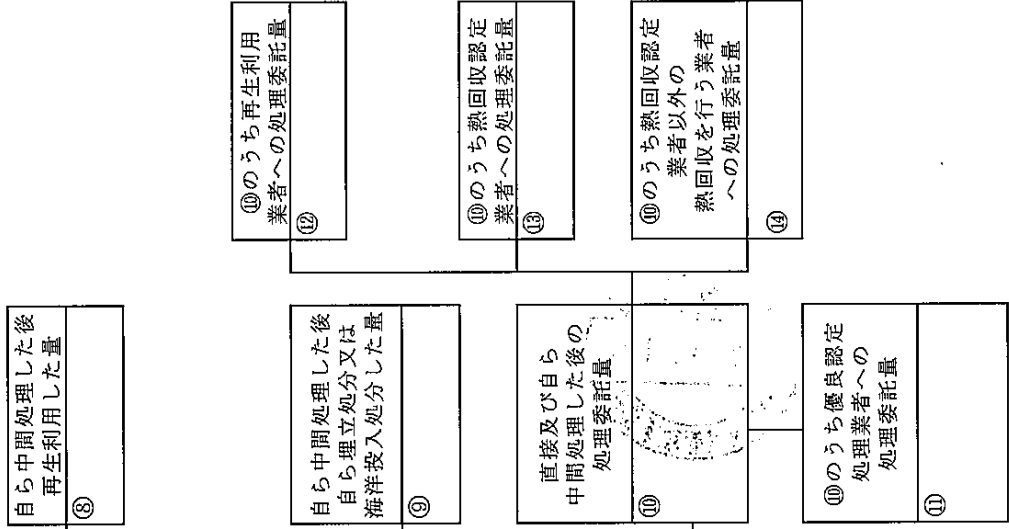 自ら中間処理した後
再生利用した量
⑧
自ら中間処理した後
自ら埋立処分又は
海洋投入処分した量
⑨
直接及び自ら
中間処理した後の
処理委託量
⑩
⑩のうち優良認定
処理業者への
処理委託量
⑪
⑩のうち再生利用
業者への処理委託量
⑫
⑩のうち熱回収認定
業者への処理委託量
⑬
⑩のうち熱回収認定
業者以外の
熱回収を行う業者
への処理委託量
⑭